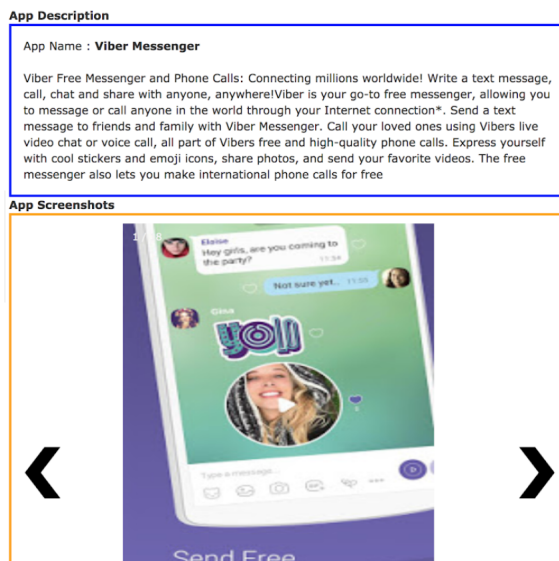 App Description
App Name : Viber Messenger
Viber Free Messenger and Phone Calls: Connecting millions worldwide! Write a text message,
call, chat and share with anyone, anywhere!Viber is your go-to free messenger, allowing you
to message or call anyone in the world through your Internet connection*. Send a text
message to friends and family with Viber Messenger. Call your loved ones using Vibers live
video chat or voice call, all part of Vibers free and high-quality phone calls. Express yourself
with cool stickers and emoji icons, share photos, and send your favorite videos. The free
messenger also lets you make international phone calls for free
App Screenshots
Eloise
Hey girls, are you coming to
the party?
11:34
Not sure yet.. 11:55
Gina
yolo
Type a message...
GIF
Send Free